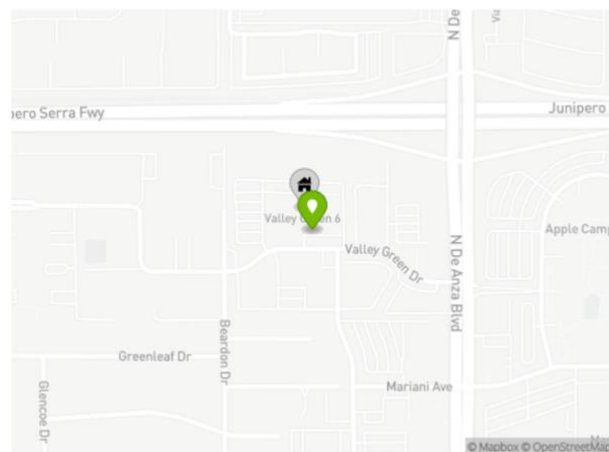 N De
pero Serra Fwy
Junipero
Valley Green 6
Apple Camp
Valley Green Dr
N De Anza Blvd
Beardon Dr
Greenleaf Dr
Glencoe Dr
Mariani Ave
© Mapbox © OpenStreetMap